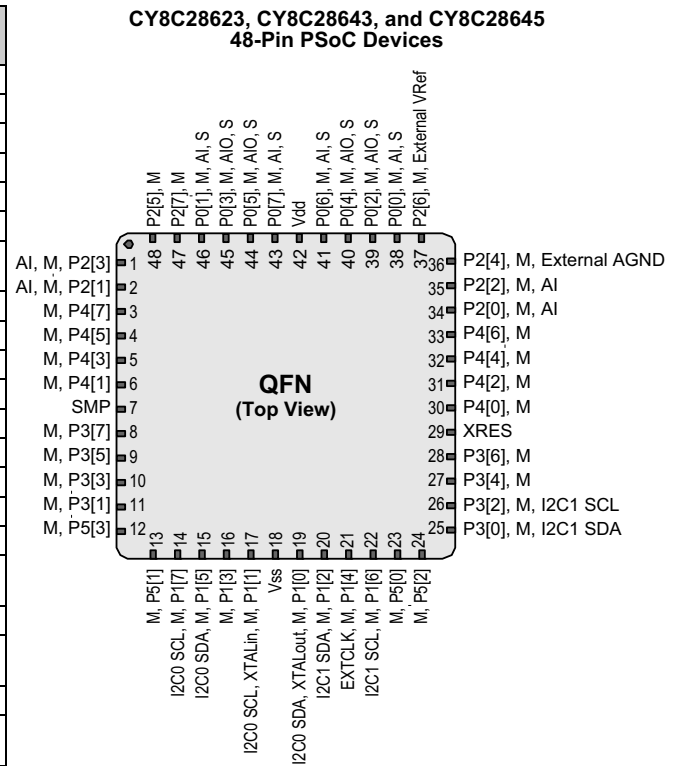 CY8C28623, CY8C28643, and CY8C28645
48-Pin PSoC Devices
P2[5], M
P2[7], M
P0[1], M, AI, S
P0[3], M, AIO, S
P0[5], M, AIO, S
P0[7], M, AI, S
Vdd
P0[6], M, AI, S
P0[4], M, AIO, S
P0[2], M, AIO, S
P0[0], M, AI, S
P2[6], M, External VRef
48
47
46
45
44
43
42
41
40
39
38
37
AI, M, P2[3] 1
AI, M, P2[1] 2
M, P4[7] 3
M, P4[5] 4
M, P4[3] 5
M, P4[1] 6
SMP 7
M, P3[7] 8
M, P3[5] 9
M, P3[3] 10
M, P3[1] 11
M, P5[3] 12
QFN
(Top View)
36 P2[4], M, External AGND
35 P2[2], M, AI
34 P2[0], M, AI
33 P4[6], M
32 P4[4], M
31 P4[2], M
30 P4[0], M
29 XRES
28 P3[6], M
27 P3[4], M
26 P3[2], M, I2C1 SCL
25 P3[0], M, I2C1 SDA
13
14
15
16
17
18
19
20
21
22
23
24
M, P5[1]
I2C0 SCL, M, P1[7]
I2C0 SDA, M, P1[5]
M, P1[3]
I2C0 SCL, XTALin, M, P1[1]
Vss
I2C0 SDA, XTALout, M, P1[0]
I2C1 SDA, M, P1[2]
EXTCLK, M, P1[4]
I2C1 SCL, M, P1[6]
M, P5[0]
M, P5[2]